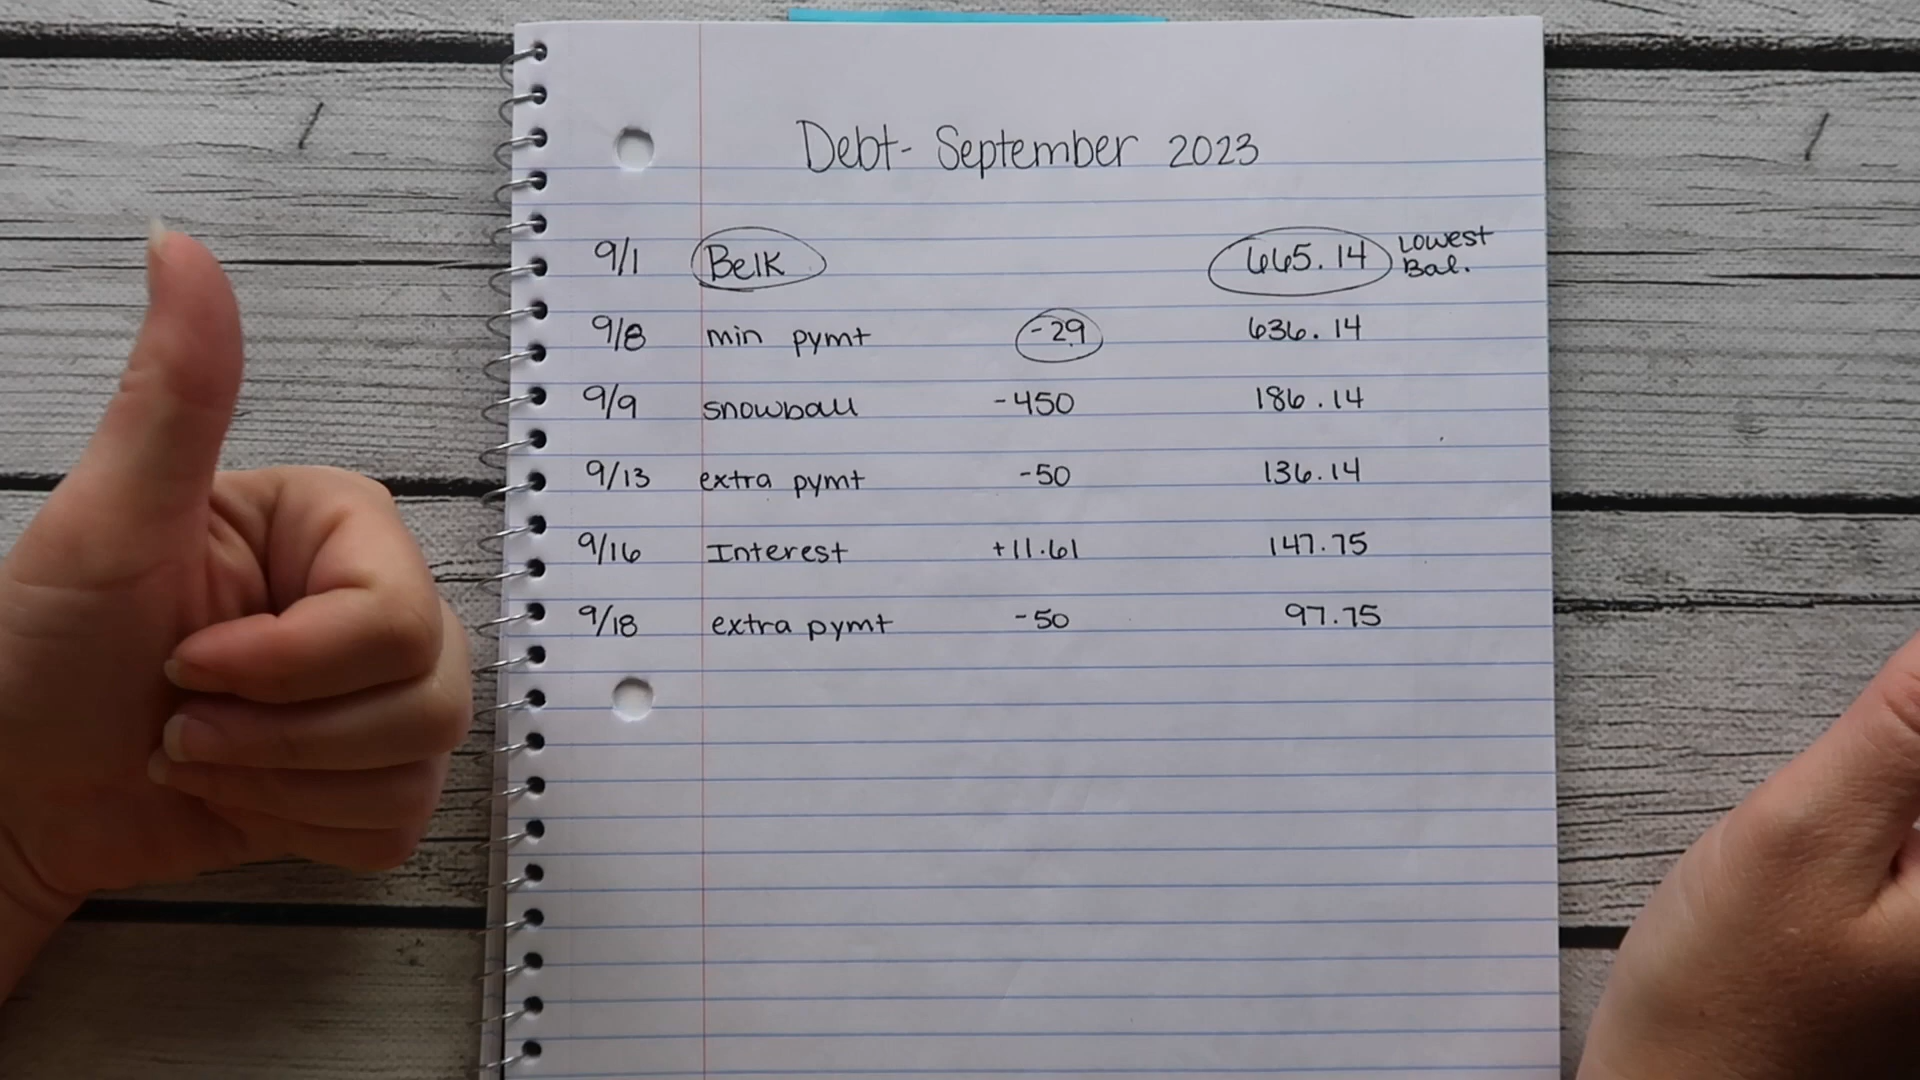 Debt- September 2023
9/1 Belk 665.14 Lowest Bal.
9/8 min pymt -29 636.14
9/9 snowball -450 186.14
9/13 extra pymt -50 136.14
9/16 Interest +11.61 147.75
9/18 extra pymt -50 97.75